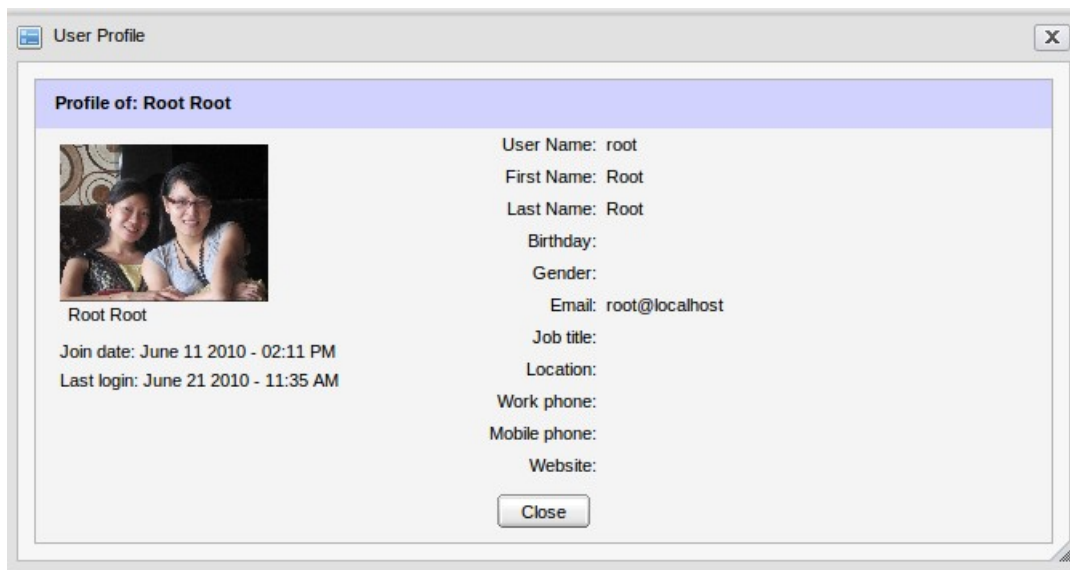 User Profile
X
Profile of: Root Root
Root Root
Join date: June 11 2010 - 02:11 PM
Last login: June 21 2010 - 11:35 AM
User Name: root
First Name: Root
Last Name: Root
Birthday:
Gender:
Email: root@localhost
Job title:
Location:
Work phone:
Mobile phone:
Website:
Close